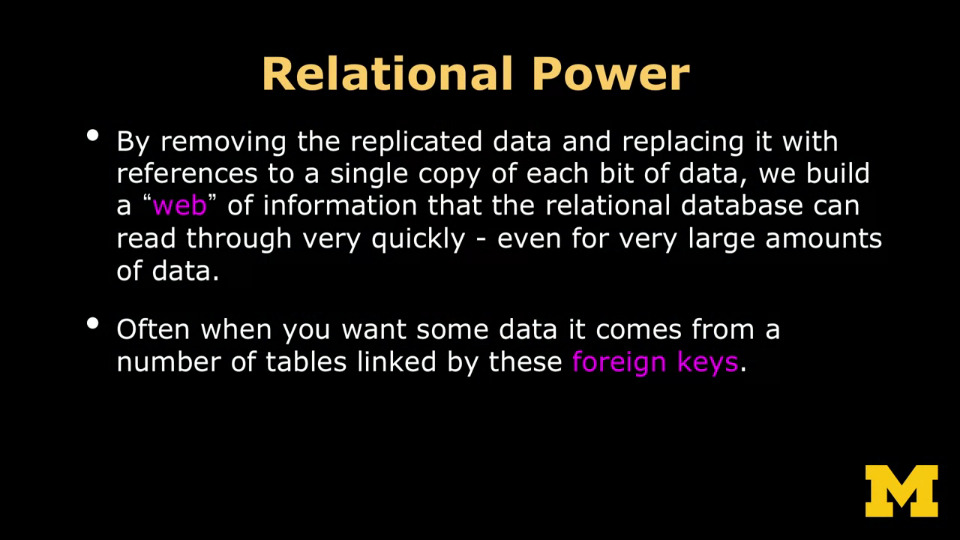 Relational Power
• By removing the replicated data and replacing it with
references to a single copy of each bit of data, we build
a “web” of information that the relational database can
read through very quickly - even for very large amounts
of data.
• Often when you want some data it comes from a
number of tables linked by these foreign keys.
M